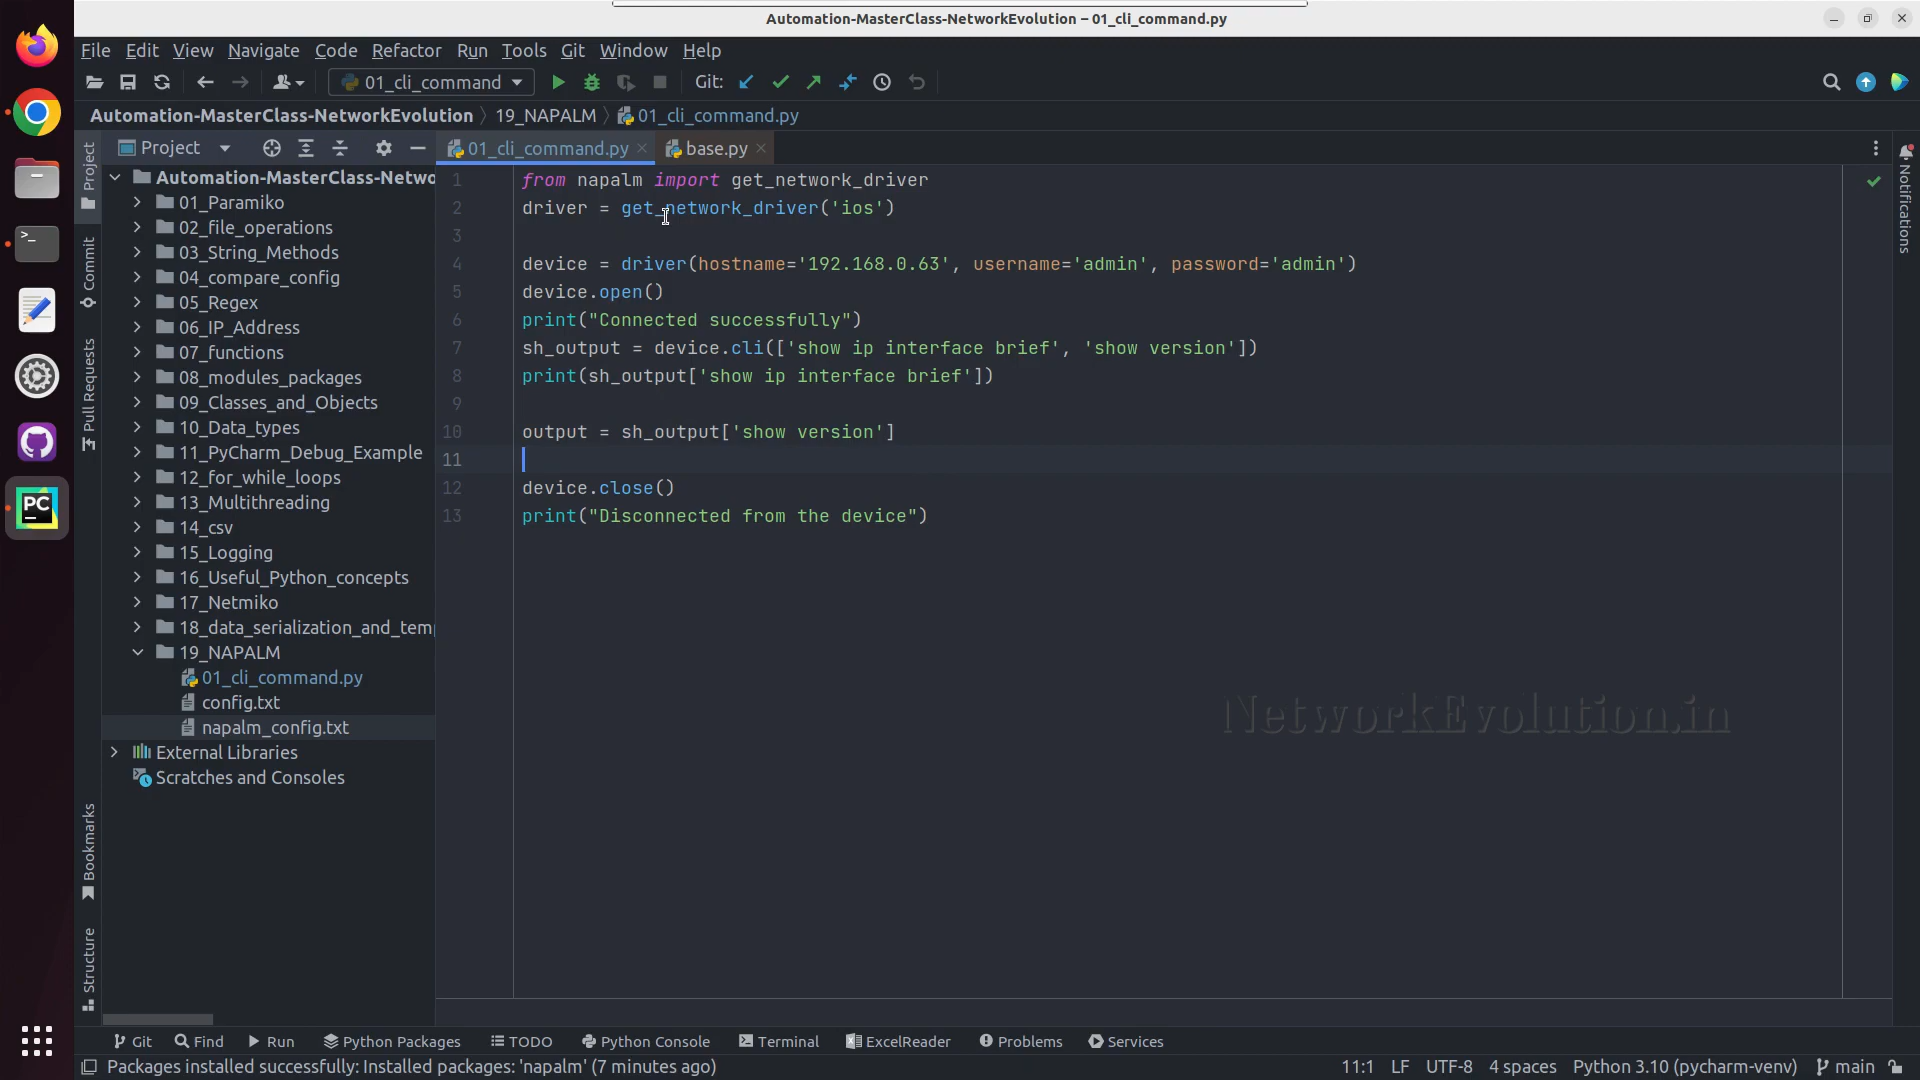 Automation-MasterClass-NetworkEvolution – 01_cli_command.py
File Edit View Navigate Code Refactor Run Tools Git Window Help
01_cli_command Git:
Automation-MasterClass-NetworkEvolution 19_NAPALM 01_cli_command.py
Project
01_cli_command.py base.py
Automation-MasterClass-Netwo
01_Paramiko
02_file_operations
03_String_Methods
04_compare_config
05_Regex
06_IP_Address
07_functions
08_modules_packages
09_Classes_and_Objects
10_Data_types
11_PyCharm_Debug_Example
12_for_while_loops
13_Multithreading
14_csv
15_Logging
16_Useful_Python_concepts
17_Netmiko
18_data_serialization_and_tem
19_NAPALM
01_cli_command.py
config.txt
napalm_config.txt
External Libraries
Scratches and Consoles
1 from napalm import get_network_driver
2 driver = get_network_driver('ios')
3
4 device = driver(hostname='192.168.0.63', username='admin', password='admin')
5 device.open()
6 print("Connected successfully")
7 sh_output = device.cli(['show ip interface brief', 'show version'])
8 print(sh_output['show ip interface brief'])
9
10 output = sh_output['show version']
11
12 device.close()
13 print("Disconnected from the device")
NetworkEvolution.in
Project
Commit
Pull Requests
Bookmarks
Structure
Notifications
PC
Git Find Run Python Packages TODO Python Console Terminal ExcelReader Problems Services
Packages installed successfully: Installed packages: 'napalm' (7 minutes ago) 11:1 LF UTF-8 4 spaces Python 3.10 (pycharm-venv) main